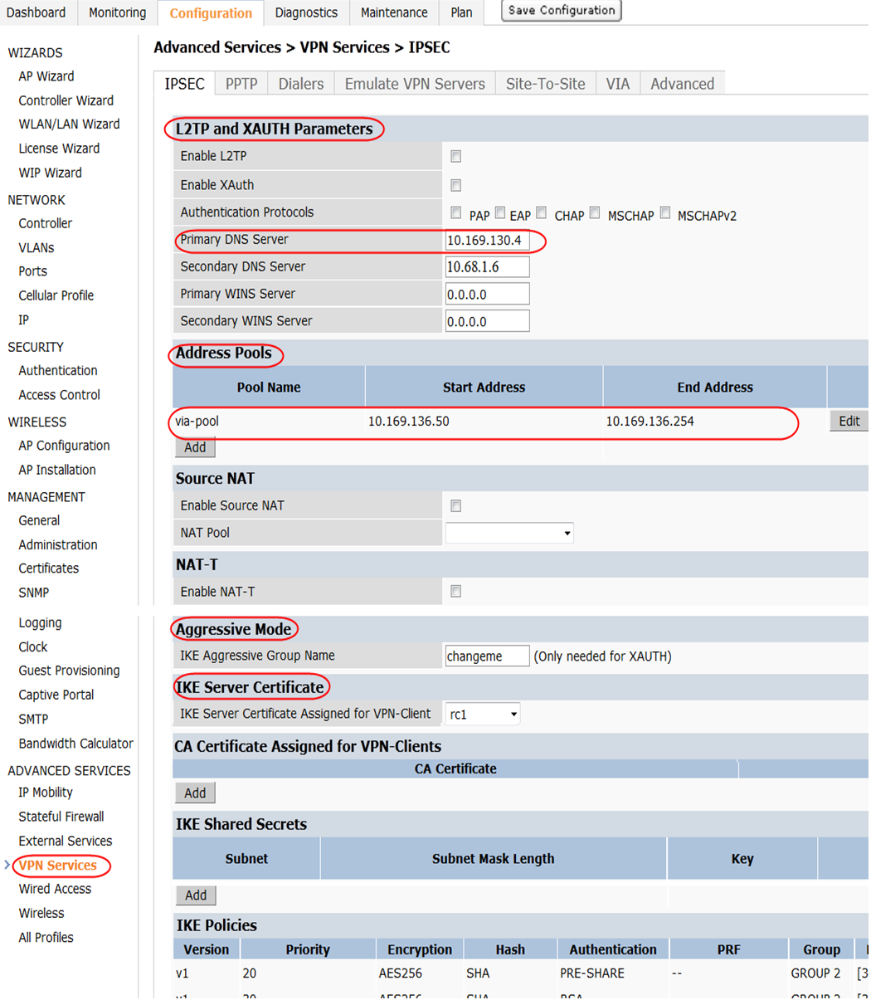 Dashboard Monitoring Configuration Diagnostics Maintenance Plan Save Configuration
WIZARDS
AP Wizard
Controller Wizard
WLAN/LAN Wizard
License Wizard
WIP Wizard
NETWORK
Controller
VLANs
Ports
Cellular Profile
IP
SECURITY
Authentication
Access Control
WIRELESS
AP Configuration
AP Installation
MANAGEMENT
General
Administration
Certificates
SNMP
Logging
Clock
Guest Provisioning
Captive Portal
SMTP
Bandwidth Calculator
ADVANCED SERVICES
IP Mobility
Stateful Firewall
External Services
> VPN Services
Wired Access
Wireless
All Profiles
Advanced Services > VPN Services > IPSEC
IPSEC PPTP Dialers Emulate VPN Servers Site-To-Site VIA Advanced
L2TP and XAUTH Parameters
Enable L2TP
Enable XAuth
Authentication Protocols PAP EAP CHAP MSCHAP MSCHAPv2
Primary DNS Server 10.169.130.4
Secondary DNS Server 10.68.1.6
Primary WINS Server 0.0.0.0
Secondary WINS Server 0.0.0.0
Address Pools
Pool Name Start Address End Address
via-pool 10.169.136.50 10.169.136.254 Edit
Add
Source NAT
Enable Source NAT
NAT Pool
NAT-T
Enable NAT-T
Aggressive Mode
IKE Aggressive Group Name changeme (Only needed for XAUTH)
IKE Server Certificate
IKE Server Certificate Assigned for VPN-Client rc1
CA Certificate Assigned for VPN-Clients
CA Certificate
Add
IKE Shared Secrets
Subnet Subnet Mask Length Key
Add
IKE Policies
Version Priority Encryption Hash Authentication PRF Group
v1 20 AES256 SHA PRE-SHARE -- GROUP 2 [3